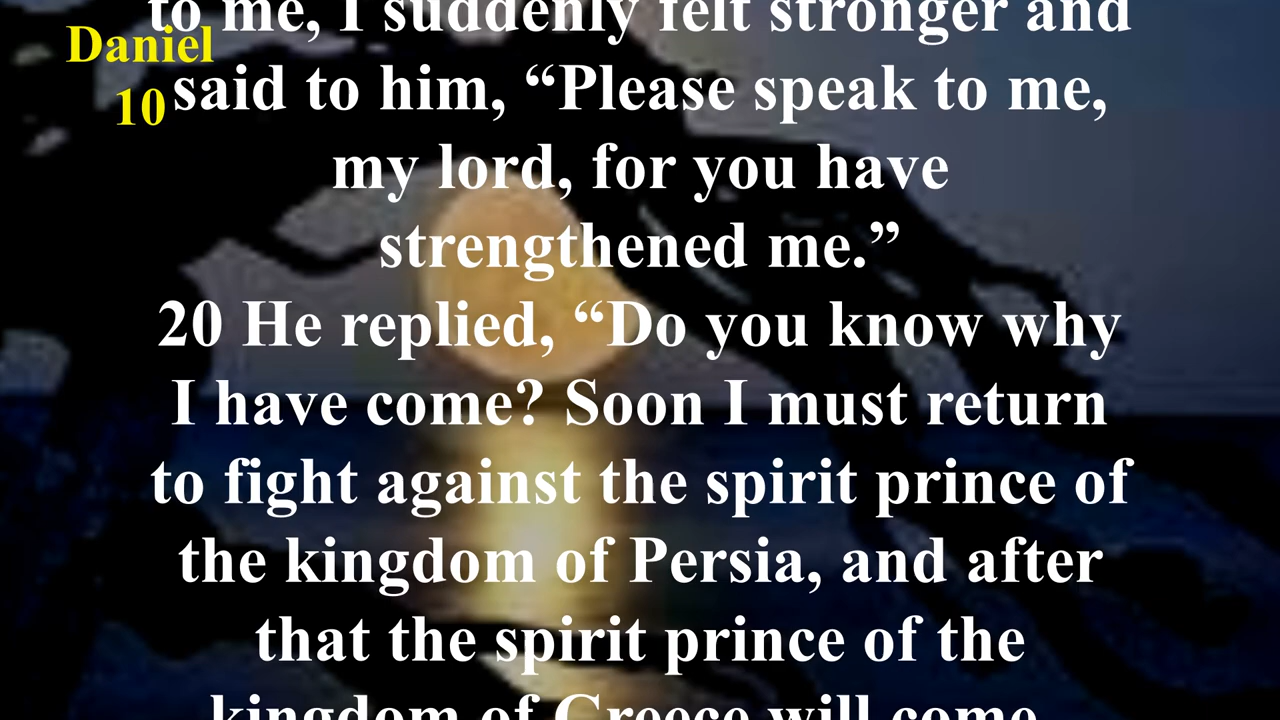 Daniel
10
to me, I suddenly felt stronger and
said to him, “Please speak to me,
my lord, for you have
strengthened me.”
20 He replied, “Do you know why
I have come? Soon I must return
to fight against the spirit prince of
the kingdom of Persia, and after
that the spirit prince of the
kingdom of Greece will come.